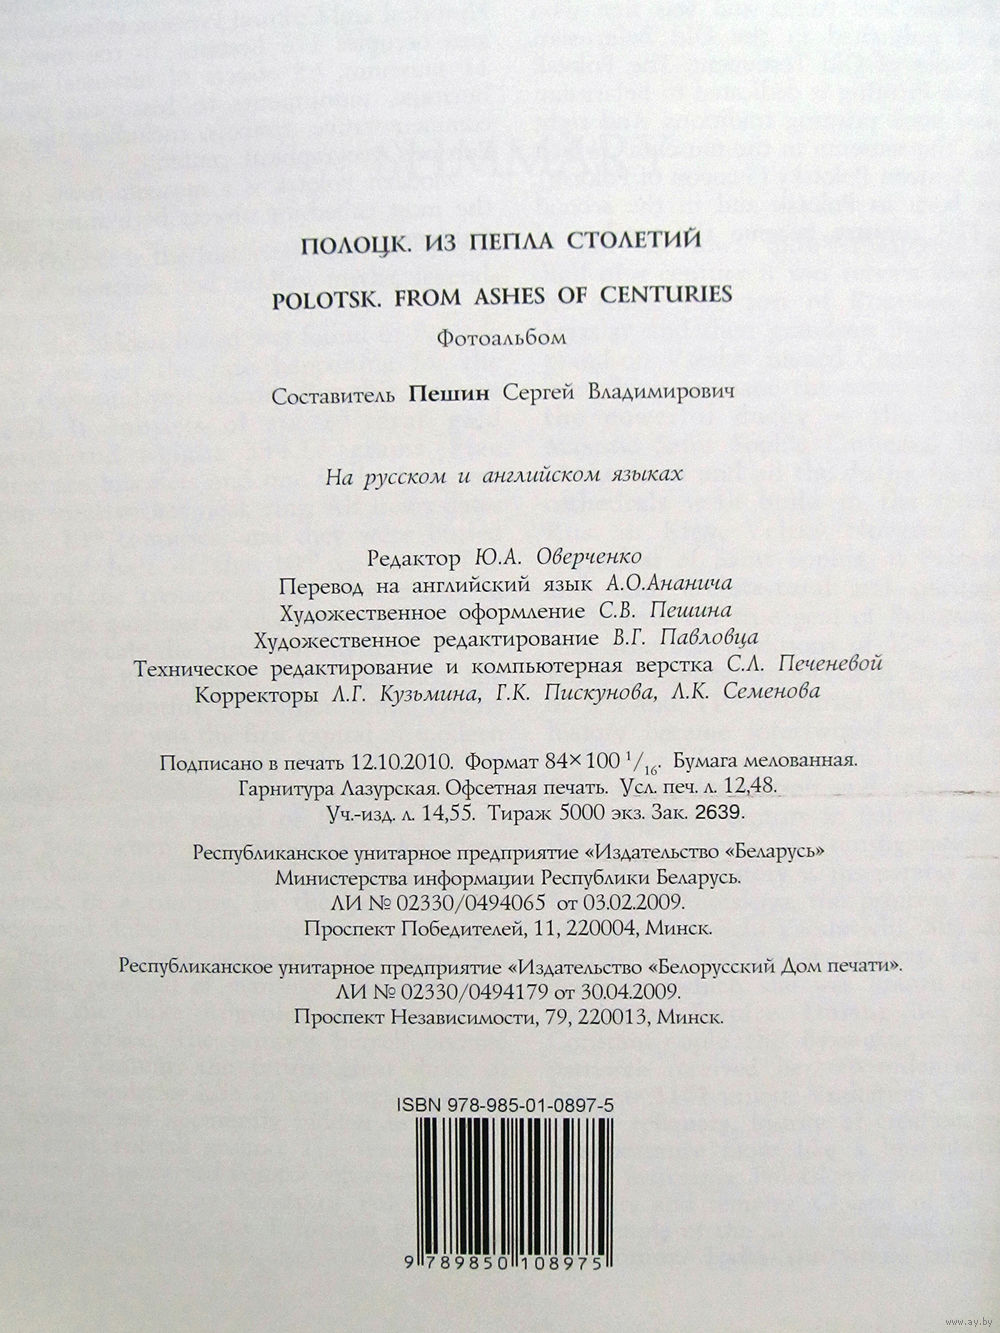 ПОЛОЦК. ИЗ ПЕПЛА СТОЛЕТИЙ
POLOTSK. FROM ASHES OF CENTURIES
Фотоальбом
Составитель Пешин Сергей Владимирович
На русском и английском языках
Редактор Ю.А. Оверченко
Перевод на английский язык А.О.Ананича
Художественное оформление С.В. Пешина
Художественное редактирование В.Г. Павловца
Техническое редактирование и компьютерная верстка С.Л. Печеневой
Корректоры Л.Г. Кузьмина, Г.К. Пискунова, Л.К. Семенова
Подписано в печать 12.10.2010. Формат 84×100 1/16. Бумага мелованная.
Гарнитура Лазурская. Офсетная печать. Усл. печ. л. 12,48.
Уч.-изд. л. 14,55. Тираж 5000 экз. Зак. 2639.
Республиканское унитарное предприятие «Издательство «Беларусь»
Министерства информации Республики Беларусь.
ЛИ № 02330/0494065 от 03.02.2009.
Проспект Победителей, 11, 220004, Минск.
Республиканское унитарное предприятие «Издательство «Белорусский Дом печати».
ЛИ № 02330/0494179 от 30.04.2009.
Проспект Независимости, 79, 220013, Минск.
ISBN 978-985-01-0897-5
9 789850 108975
www.ay.by